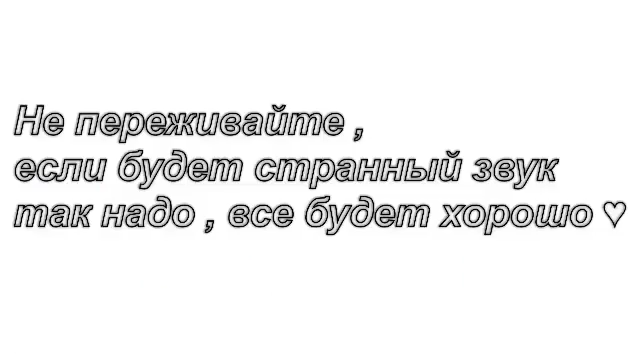 Не переживайте ,
если будет странный звук
так надо , все будет хорошо ♡